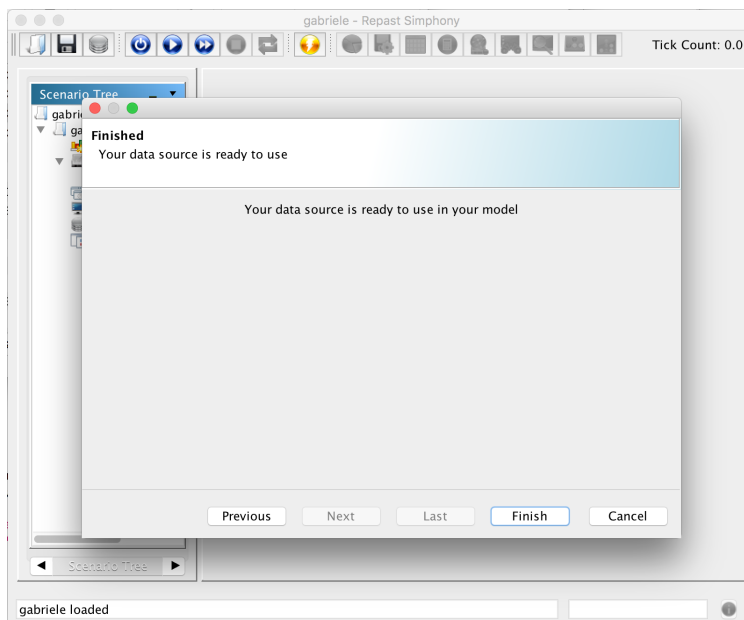 gabriele - Repast Simphony
Tick Count: 0.0
Scenario Tree
gabrie
ga
Finished
Your data source is ready to use
Your data source is ready to use in your model
Previous Next Last Finish Cancel
Scenario Tree
gabriele loaded